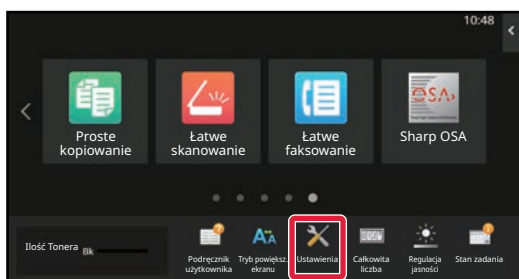 10:48
Proste
kopiowanie
Łatwe
skanowanie
Łatwe
faksowanie
OSA
Sharp OSA
Ilość Tonera Bk
Podręcznik
użytkownika
Tryb powiększ.
ekranu
Ustawienia
Całkowita
liczba
Regulacja
jasności
Stan zadania